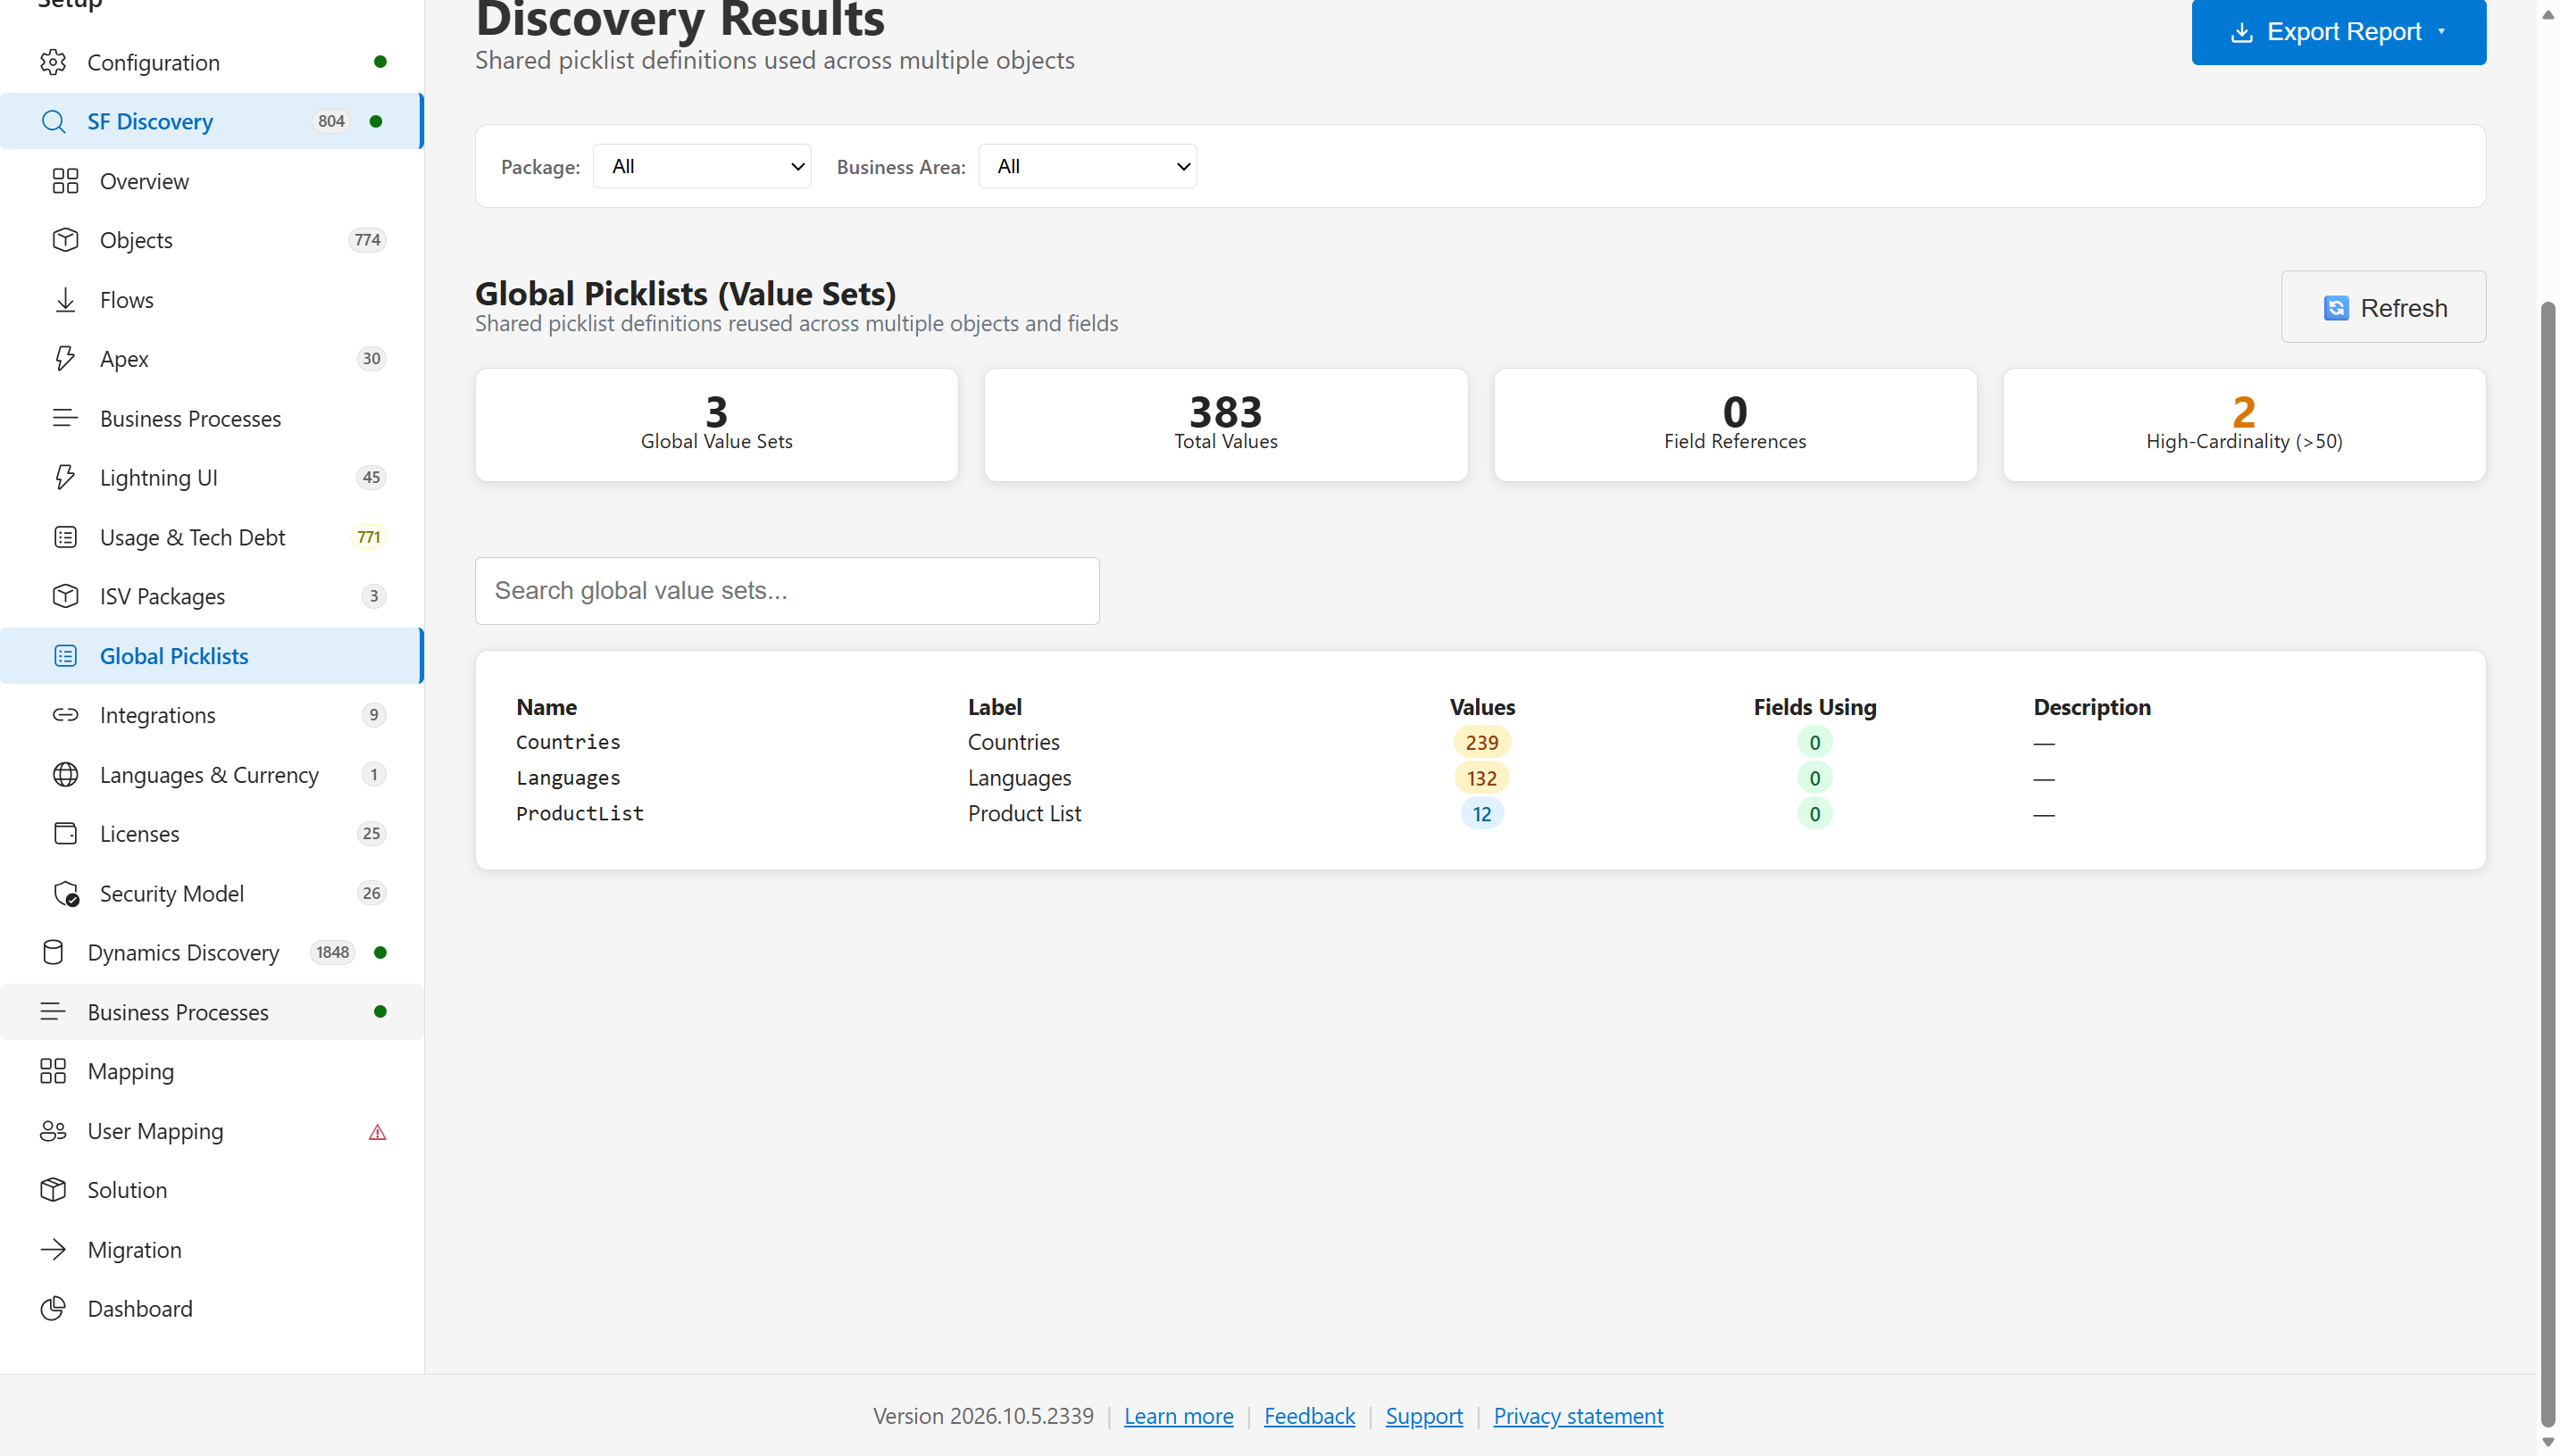 Setup
Configuration
SF Discovery 804
Overview
Objects 774
Flows
Apex 30
Business Processes
Lightning UI 45
Usage & Tech Debt 771
ISV Packages 3
Global Picklists
Integrations 9
Languages & Currency 1
Licenses 25
Security Model 26
Dynamics Discovery 1848
Business Processes
Mapping
User Mapping
Solution
Migration
Dashboard
Discovery Results
Shared picklist definitions used across multiple objects
Export Report
Package: All Business Area: All
Global Picklists (Value Sets)
Shared picklist definitions reused across multiple objects and fields
Refresh
3
Global Value Sets
383
Total Values
0
Field References
2
High-Cardinality (>50)
Search global value sets...
Name Label Values Fields Using Description
Countries Countries 239 0 —
Languages Languages 132 0 —
ProductList Product List 12 0 —
Version 2026.10.5.2339 | Learn more | Feedback | Support | Privacy statement